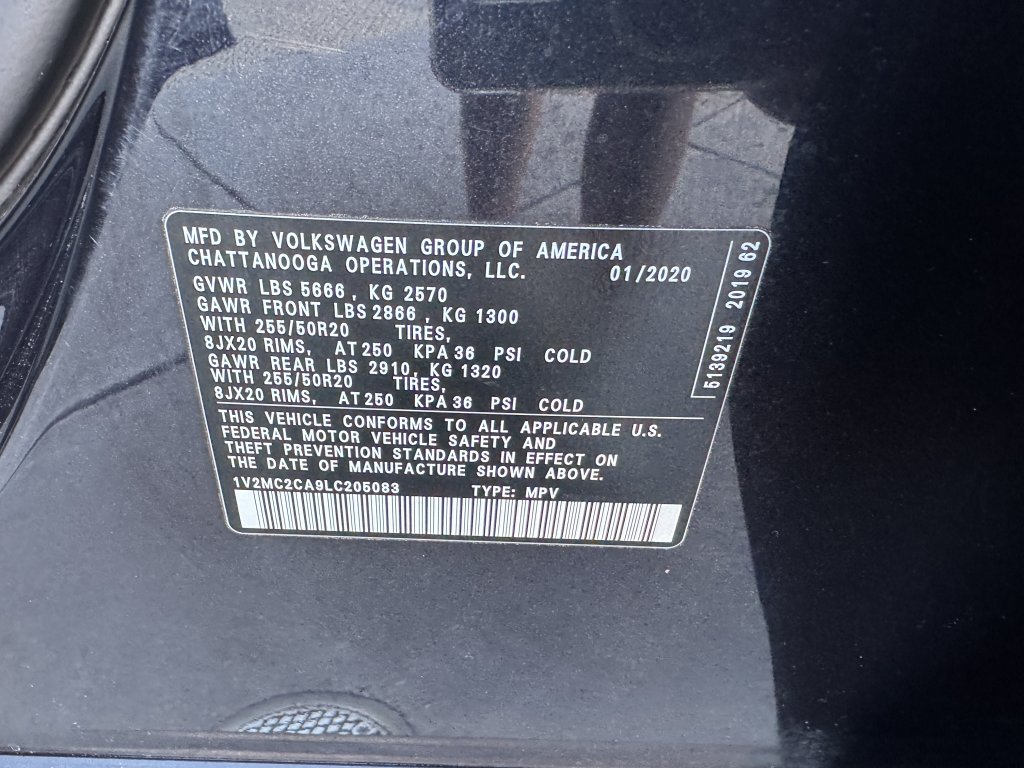 MFD BY VOLKSWAGEN GROUP OF AMERICA
CHATTANOOGA OPERATIONS, LLC. 01/2020
GVWR LBS 5666, KG 2570
GAWR FRONT LBS 2866, KG 1300
WITH 255/50R20 TIRES,
8JX20 RIMS, AT 250 KPA 36 PSI COLD
GAWR REAR LBS 2910, KG 1320
WITH 255/50R20 TIRES,
8JX20 RIMS, AT 250 KPA 36 PSI COLD
THIS VEHICLE CONFORMS TO ALL APPLICABLE U.S.
FEDERAL MOTOR VEHICLE SAFETY AND
THEFT PREVENTION STANDARDS IN EFFECT ON
THE DATE OF MANUFACTURE SHOWN ABOVE.
1V2MC2CA9LC205083 TYPE: MPV
5139219 2019 62